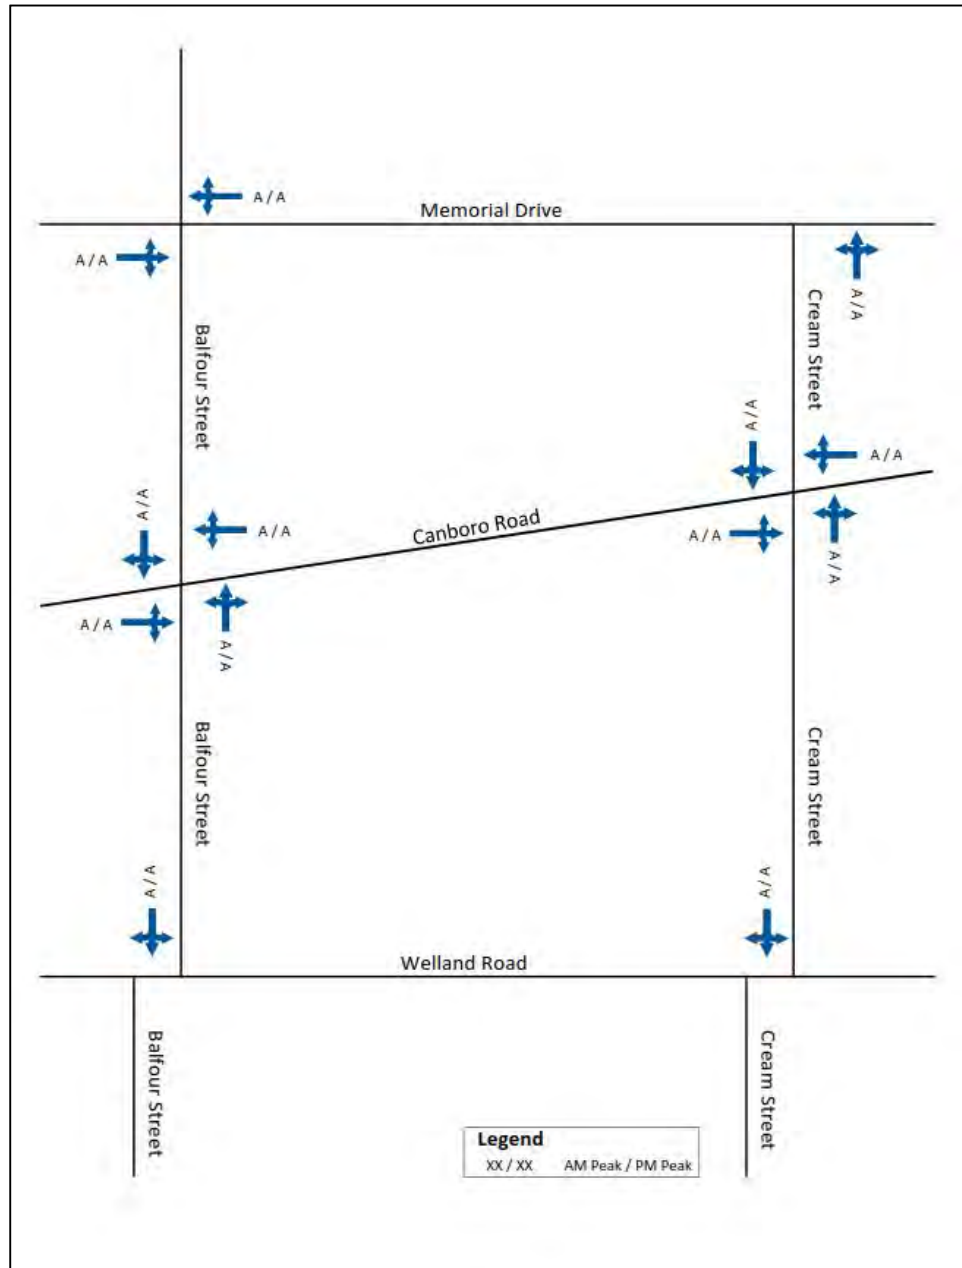 A / A
Memorial Drive
A / A
A / A
Balfour Street
Cream Street
A / A
A / A
A / A
A / A
Canboro Road
A / A
A / A
A / A
A / A
A / A
Balfour Street
Cream Street
A / A
A / A
Welland Road
Balfour Street
Cream Street
Legend
XX / XX AM Peak / PM Peak